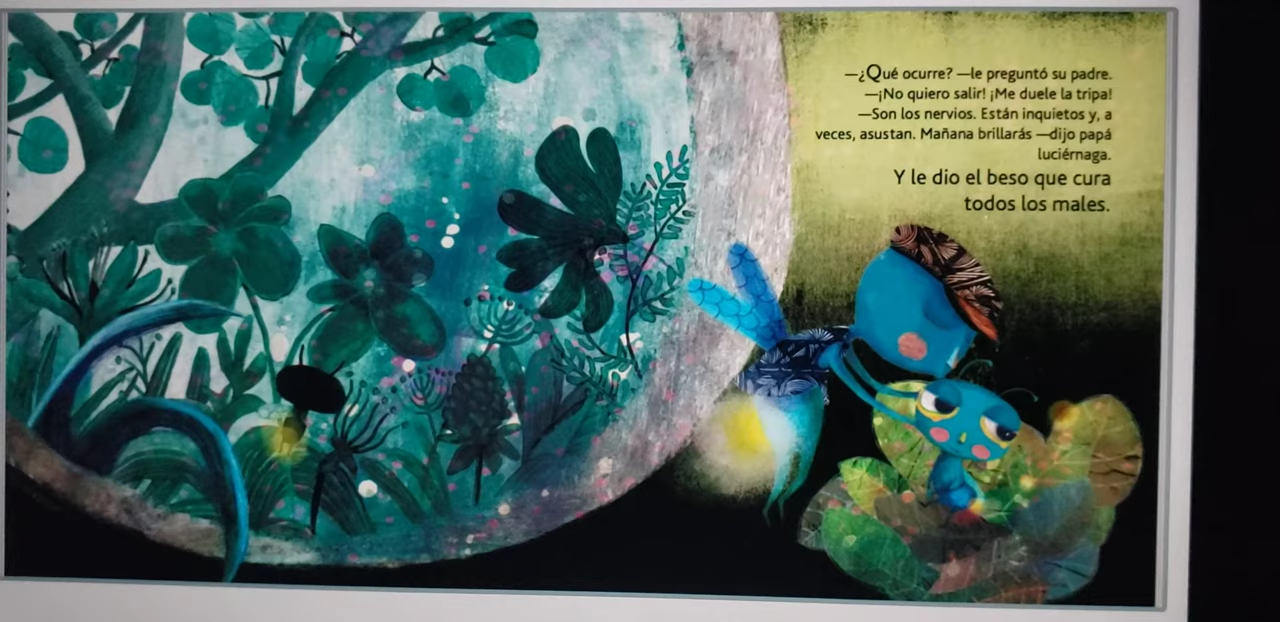 —¿Qué ocurre? —le preguntó su padre.
—¡No quiero salir! ¡Me duele la tripa!
—Son los nervios. Están inquietos y, a
veces, asustan. Mañana brillarás —dijo papá
luciérnaga.
Y le dio el beso que cura
todos los males.